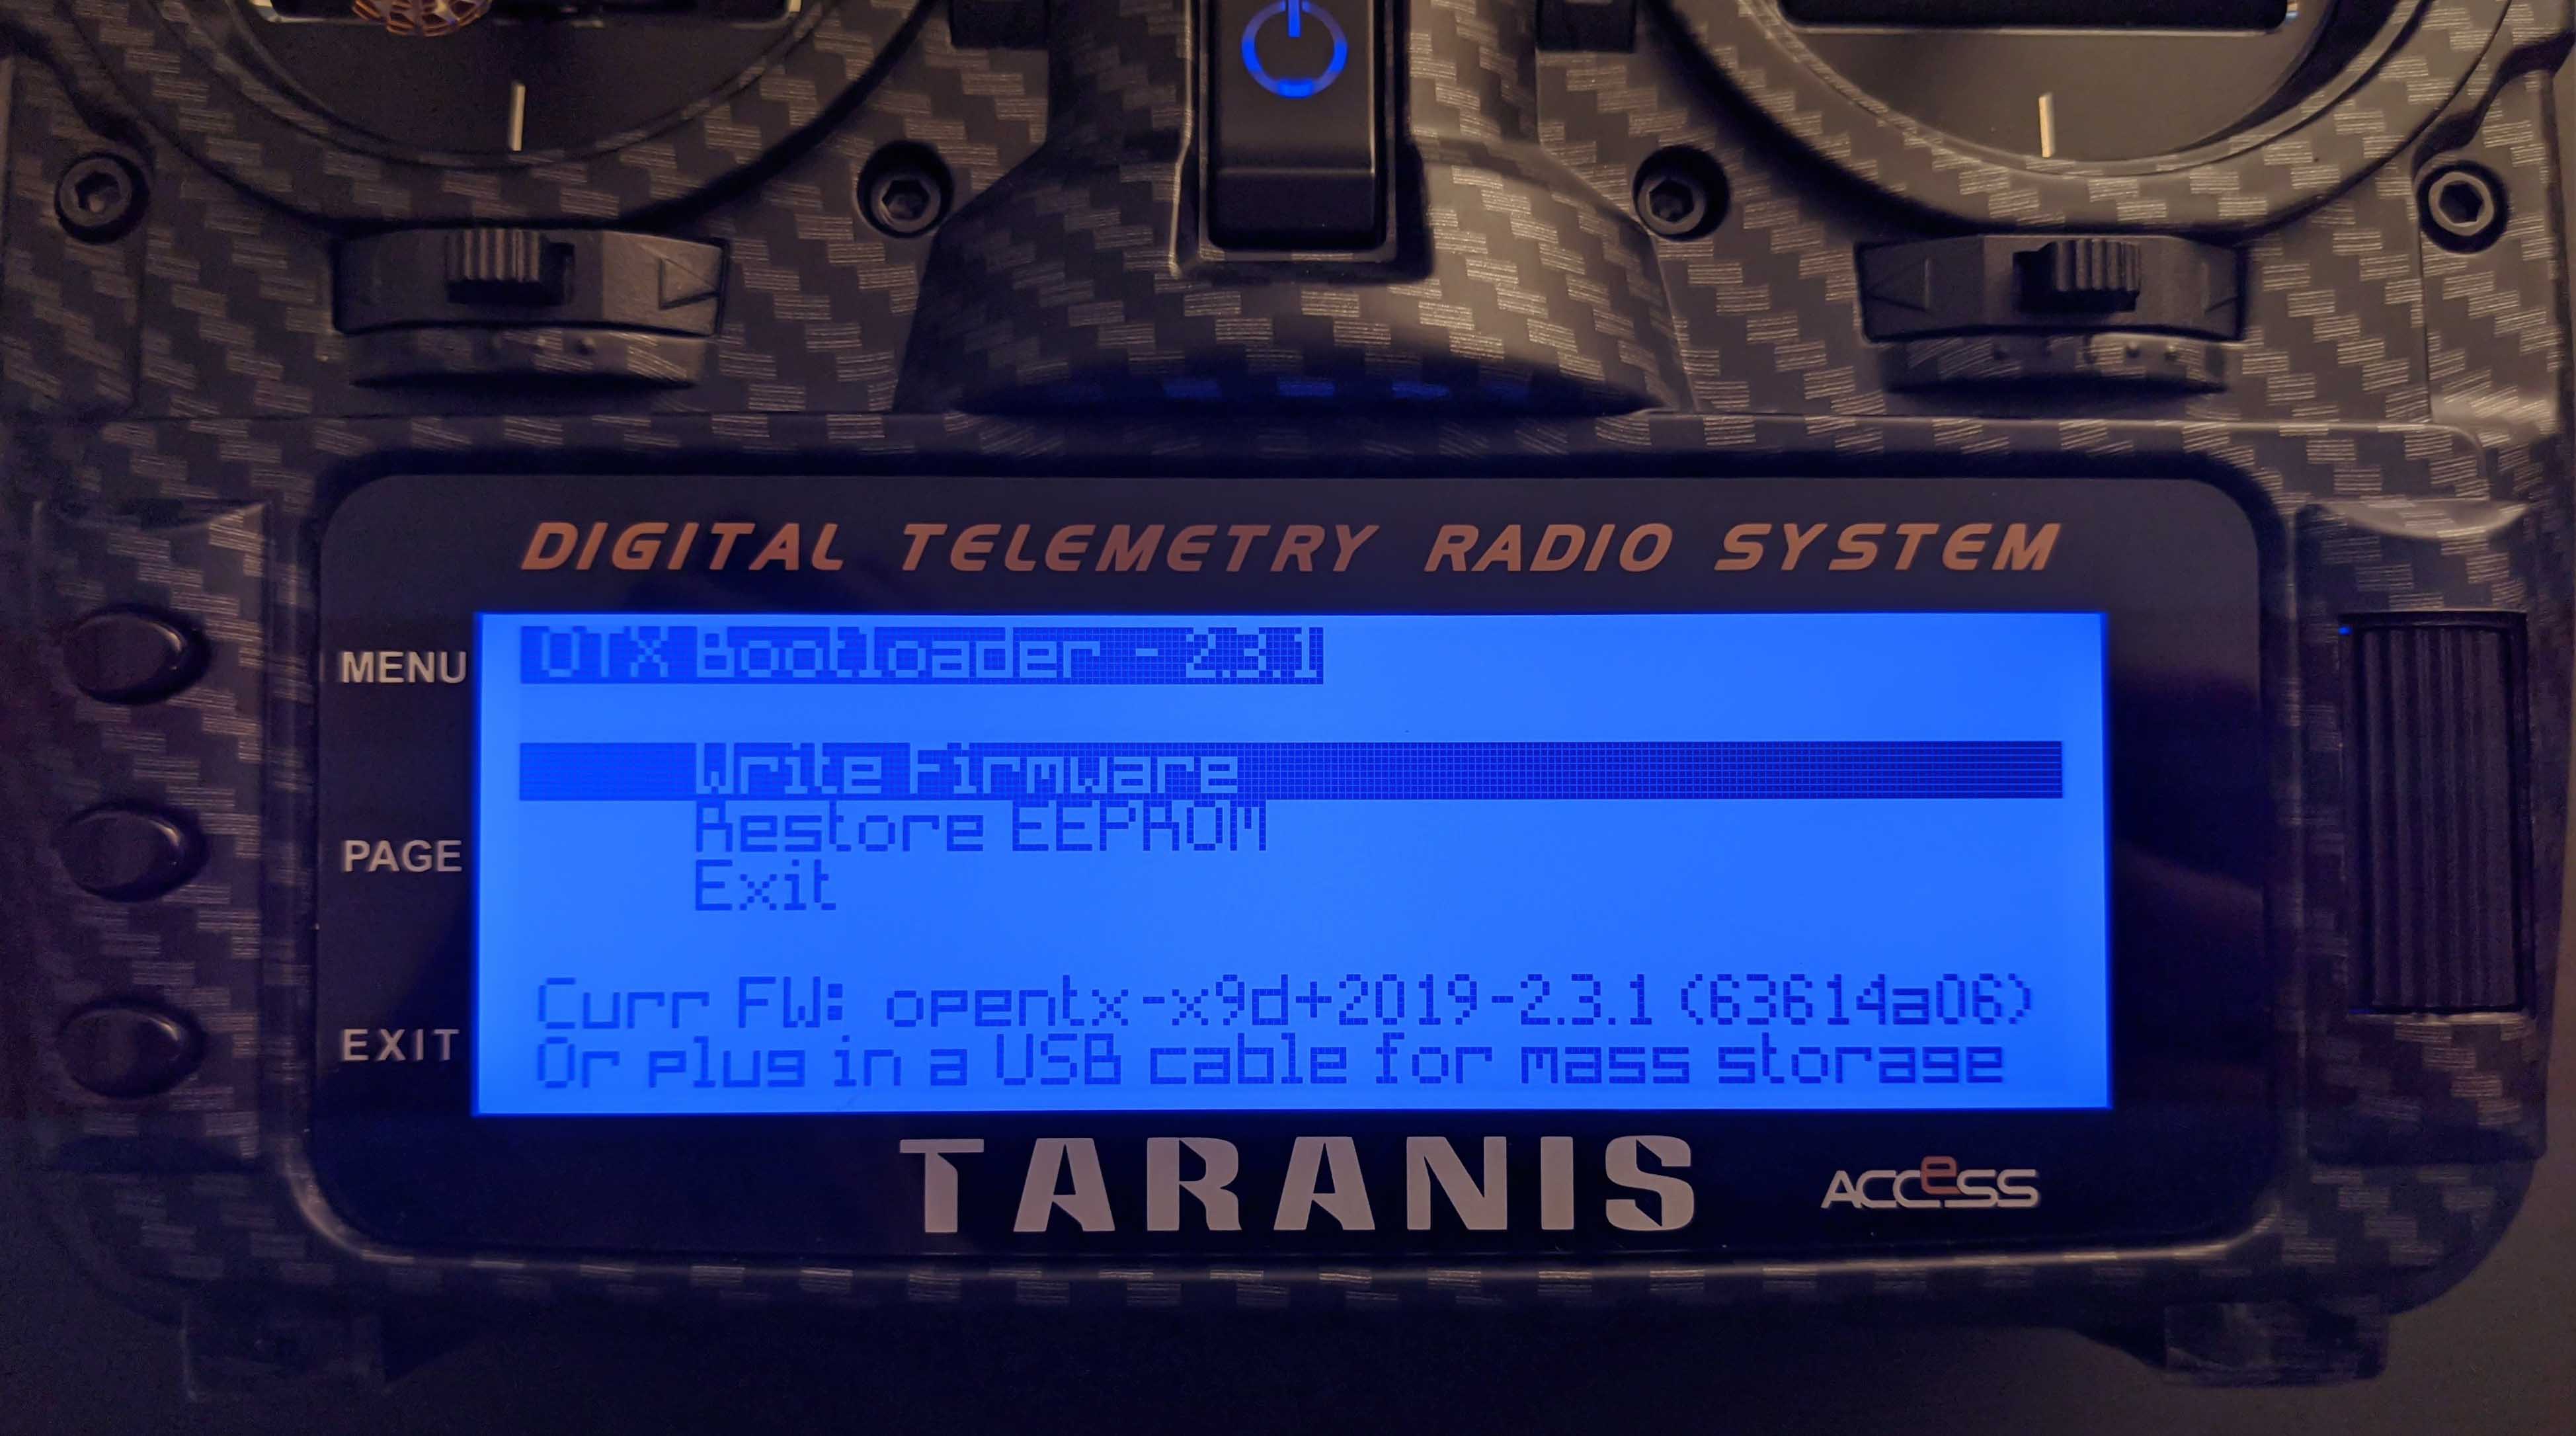 DIGITAL TELEMETRY RADIO SYSTEM
MENU
PAGE
EXIT
OTX Bootloader - 2.3.1
Write Firmware
Restore EEPROM
Exit
Curr FW: opentx-x9d+2019-2.3.1 (63614a06)
Or plug in a USB cable for mass storage
TARANIS
ACCeSS